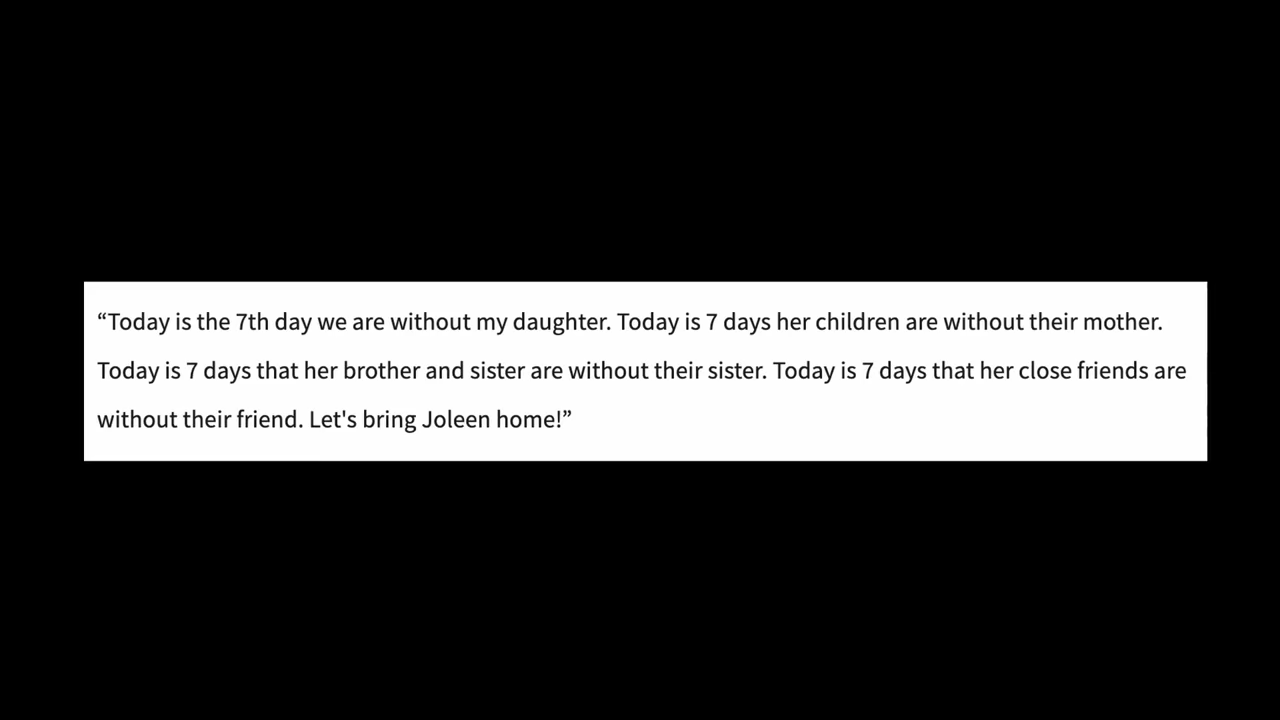 “Today is the 7th day we are without my daughter. Today is 7 days her children are without their mother.
Today is 7 days that her brother and sister are without their sister. Today is 7 days that her close friends are
without their friend. Let's bring Joleen home!”